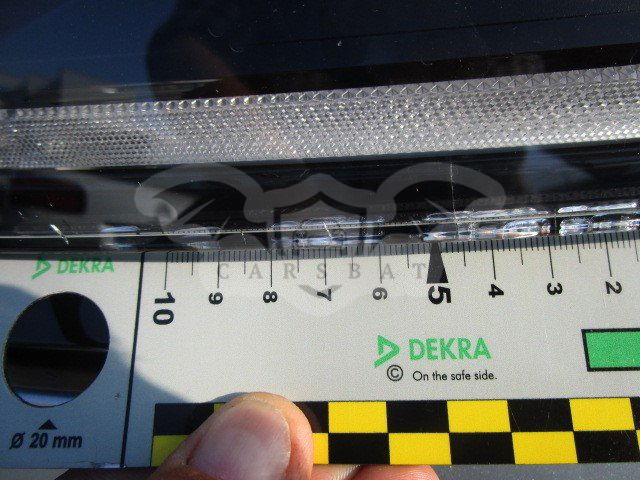 CARSBAT
DEKRA
10 9 8 7 6 5 4 3 2
DEKRA
© On the safe side.
Ø 20 mm